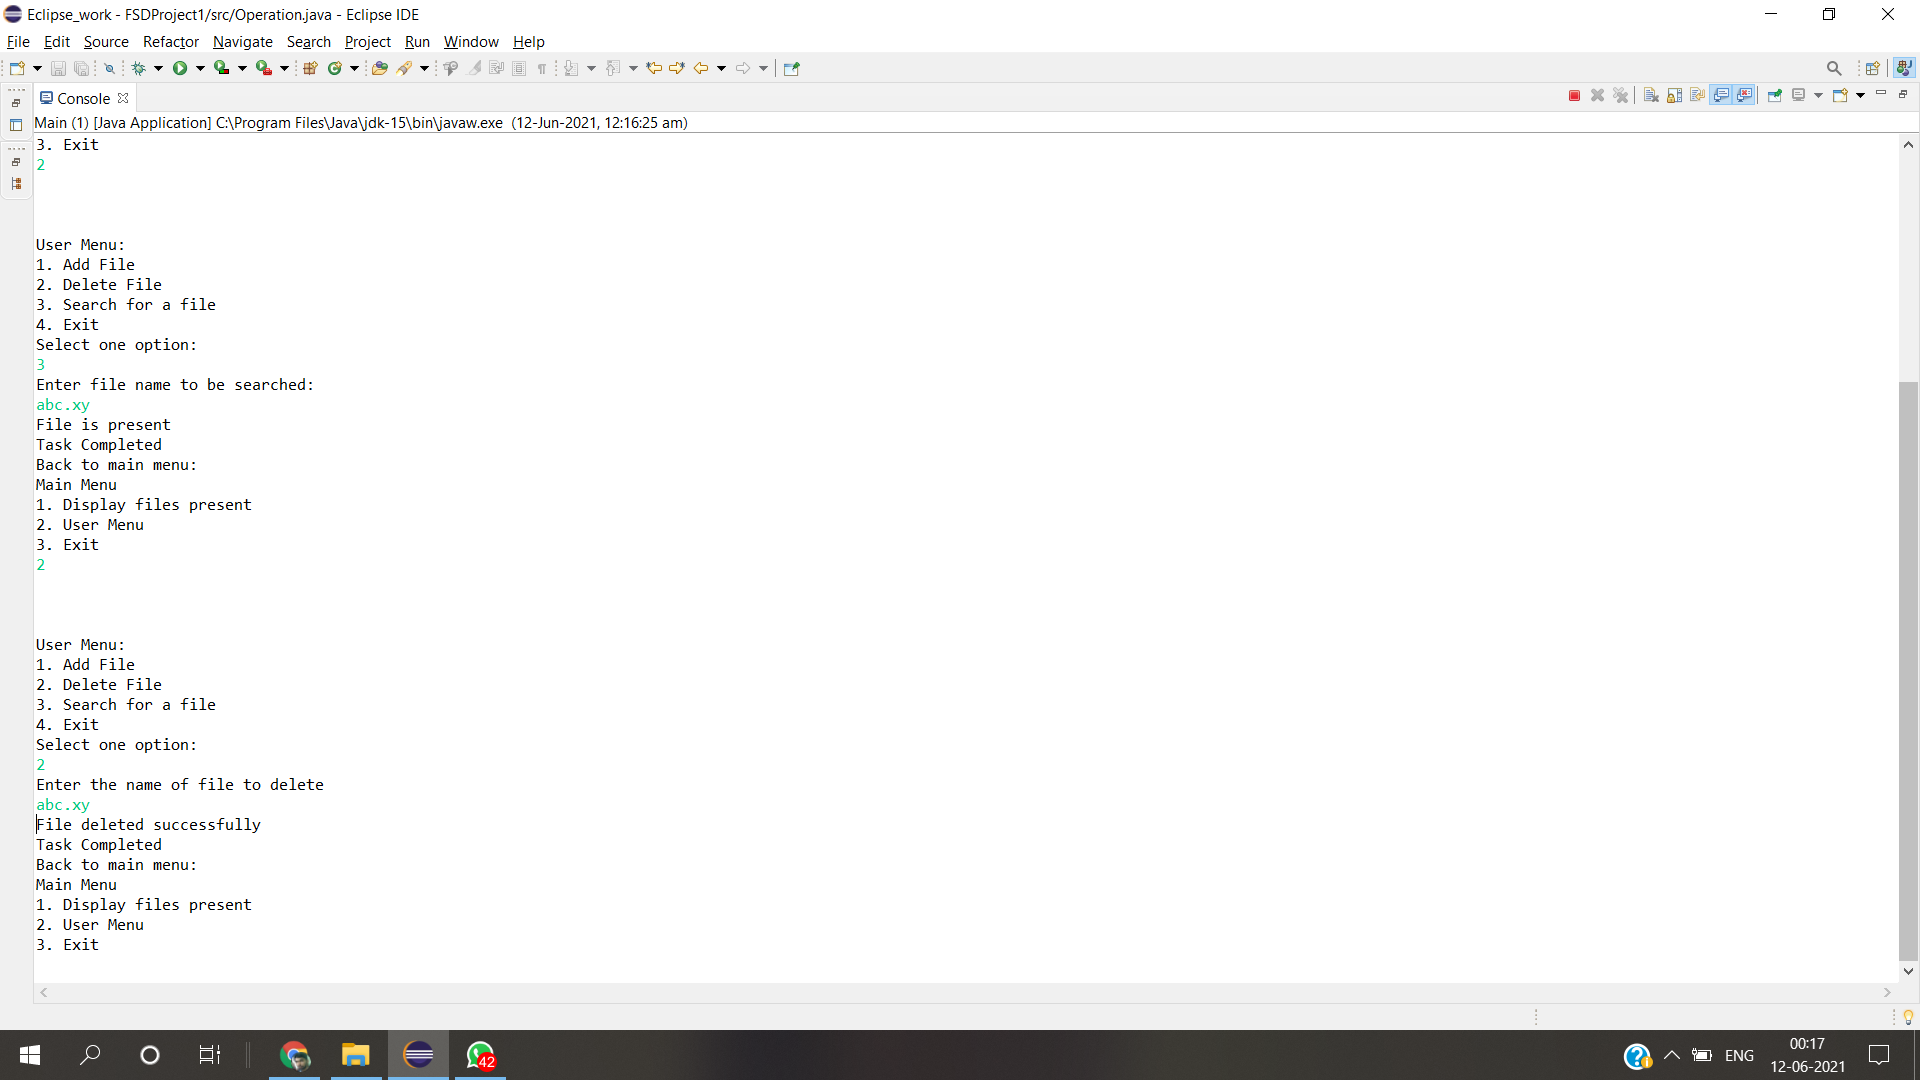 Eclipse_work - FSDProject1/src/Operation.java - Eclipse IDE
File Edit Source Refactor Navigate Search Project Run Window Help
Console
Main (1) [Java Application] C:\Program Files\Java\jdk-15\bin\javaw.exe (12-Jun-2021, 12:16:25 am)
3. Exit
2
User Menu:
1. Add File
2. Delete File
3. Search for a file
4. Exit
Select one option:
3
Enter file name to be searched:
abc.xy
File is present
Task Completed
Back to main menu:
Main Menu
1. Display files present
2. User Menu
3. Exit
2
User Menu:
1. Add File
2. Delete File
3. Search for a file
4. Exit
Select one option:
2
Enter the name of file to delete
abc.xy
File deleted successfully
Task Completed
Back to main menu:
Main Menu
1. Display files present
2. User Menu
3. Exit
42
ENG
00:17
12-06-2021